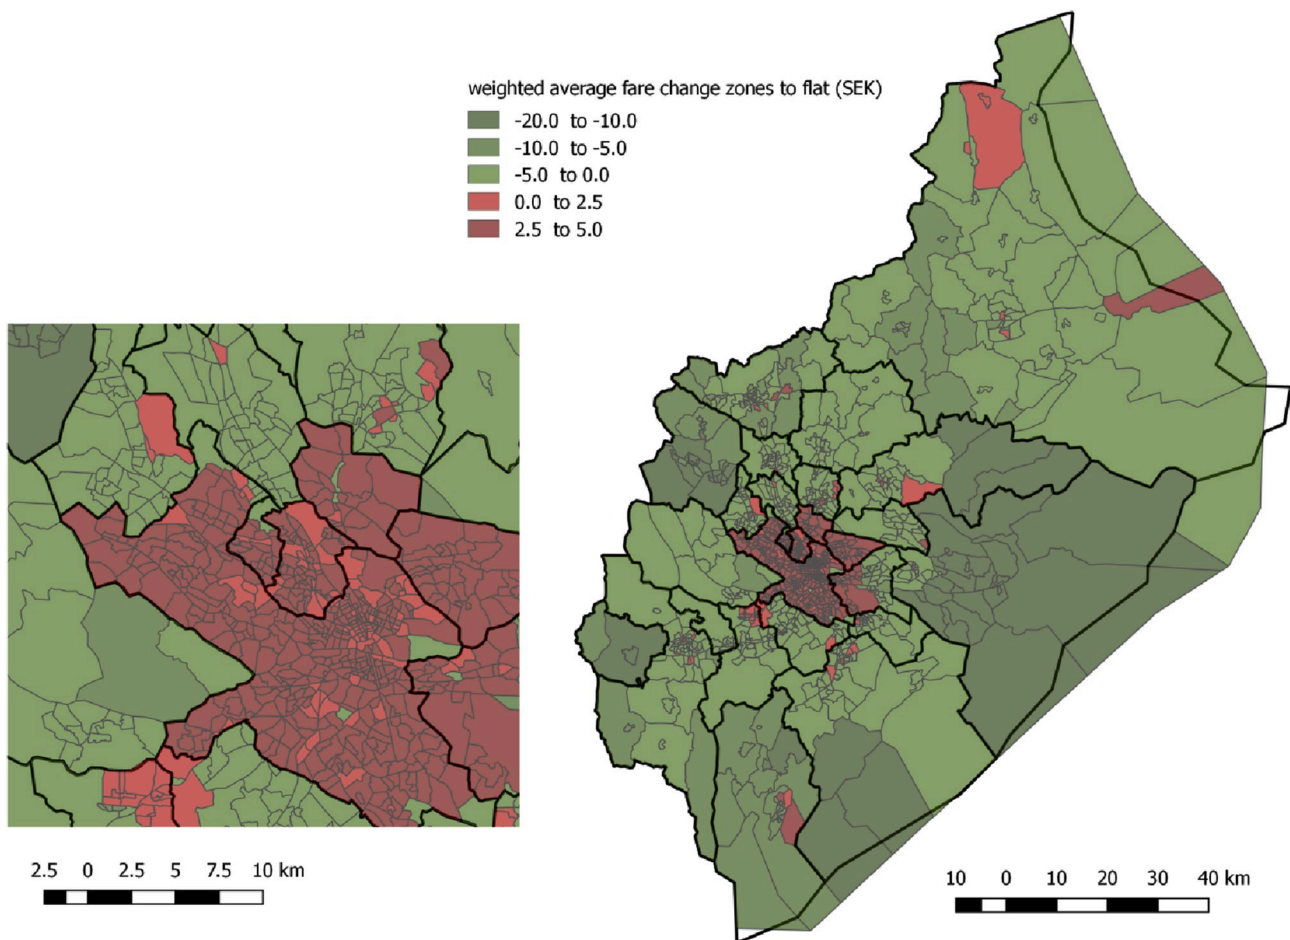 weighted average fare change zones to flat (SEK)
-20.0 to -10.0
-10.0 to -5.0
-5.0 to 0.0
0.0 to 2.5
2.5 to 5.0
2.5 0 2.5 5 7.5 10 km
10 0 10 20 30 40 km